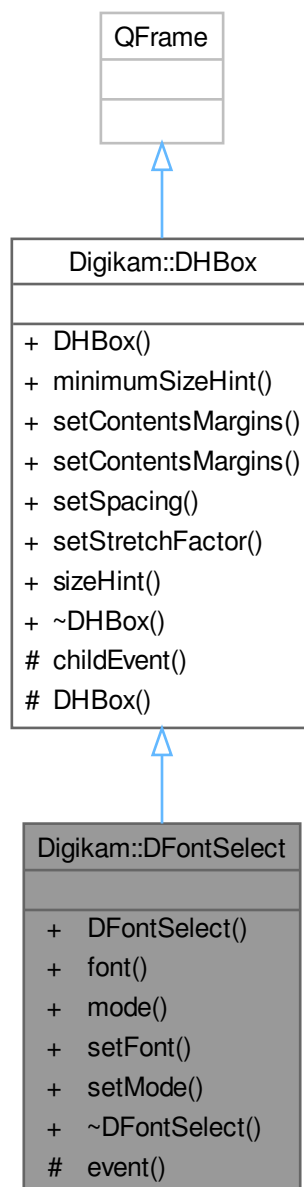 QFrame
Digikam::DHBox
+ DHBox()
+ minimumSizeHint()
+ setContentsMargins()
+ setContentsMargins()
+ setSpacing()
+ setStretchFactor()
+ sizeHint()
+ ~DHBox()
# childEvent()
# DHBox()
Digikam::DFontSelect
+ DFontSelect()
+ font()
+ mode()
+ setFont()
+ setMode()
+ ~DFontSelect()
# event()